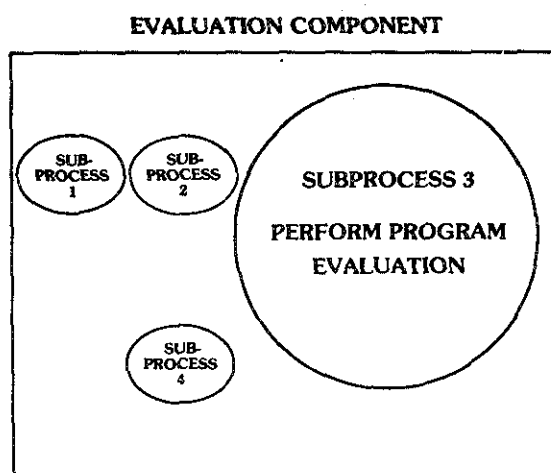 EVALUATION COMPONENT
SUB-
PROCESS
1
SUB-
PROCESS
2
SUBPROCESS 3
PERFORM PROGRAM
EVALUATION
SUB-
PROCESS
4